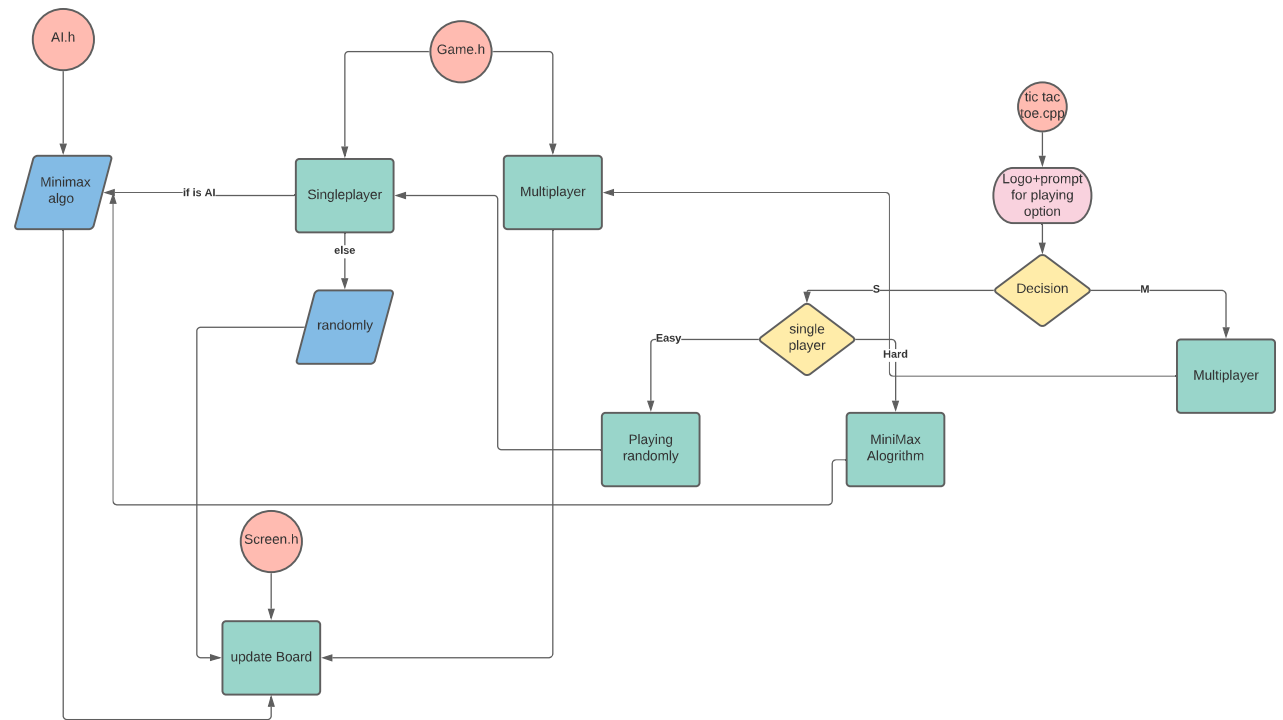 AI.h
Game.h
tic tac
toe.cpp
Logo+prompt
for playing
option
Minimax
algo
if is AI
Singleplayer
Multiplayer
else
randomly
Decision
S
M
single
player
Easy
Hard
Multiplayer
Playing
randomly
MiniMax
Alogrithm
Screen.h
update Board